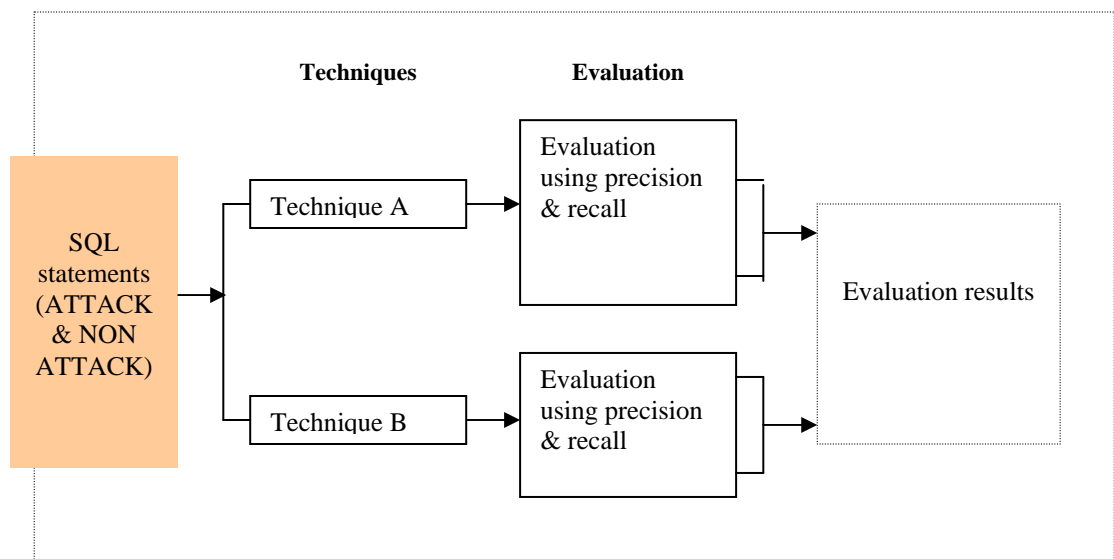 Techniques
Evaluation
SQL
statements
(ATTACK
& NON
ATTACK)
Technique A
Evaluation
using precision
& recall
Technique B
Evaluation
using precision
& recall
Evaluation results